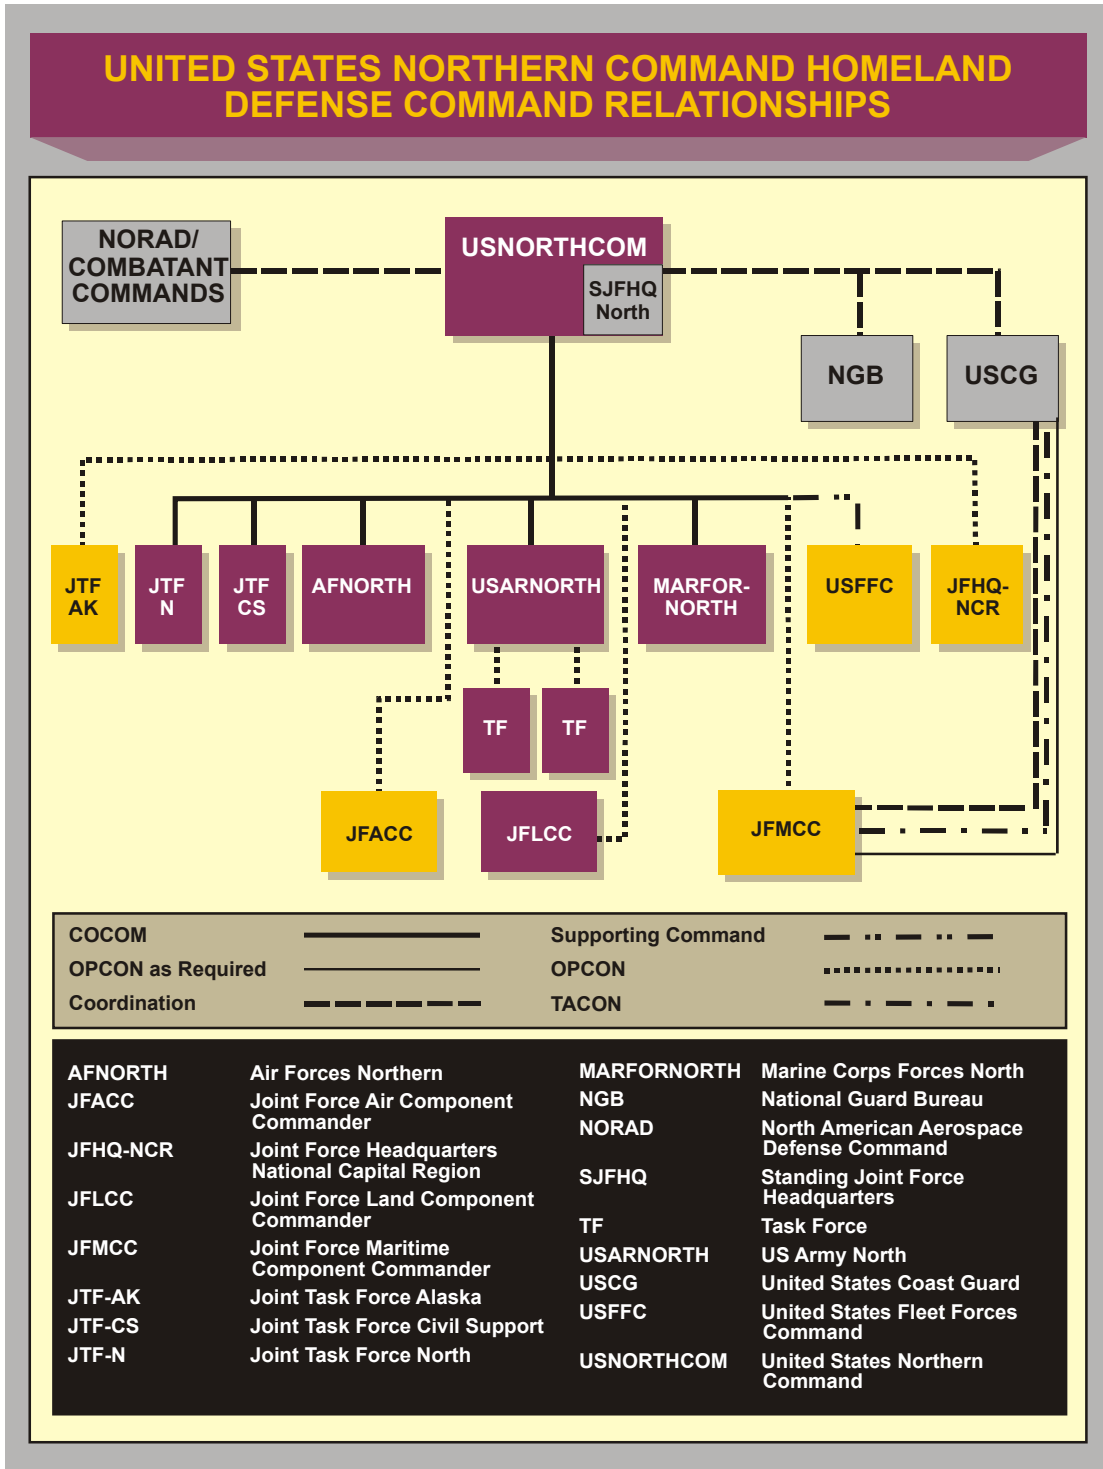 UNITED STATES NORTHERN COMMAND HOMELAND
DEFENSE COMMAND RELATIONSHIPS
NORAD/
COMBATANT
COMMANDS
USNORTHCOM
SJFHQ
North
NGB
USCG
JTF
AK
JTF
N
JTF
CS
AFNORTH
USARNORTH
MARFOR-
NORTH
USFFC
JFHQ-
NCR
TF
TF
JFACC
JFLCC
JFMCC
COCOM
OPCON as Required
Coordination
Supporting Command
OPCON
TACON
AFNORTH Air Forces Northern
JFACC Joint Force Air Component
Commander
JFHQ-NCR Joint Force Headquarters
National Capital Region
JFLCC Joint Force Land Component
Commander
JFMCC Joint Force Maritime
Component Commander
JTF-AK Joint Task Force Alaska
JTF-CS Joint Task Force Civil Support
JTF-N Joint Task Force North
MARFORNORTH Marine Corps Forces North
NGB National Guard Bureau
NORAD North American Aerospace
Defense Command
SJFHQ Standing Joint Force
Headquarters
TF Task Force
USARNORTH US Army North
USCG United States Coast Guard
USFFC United States Fleet Forces
Command
USNORTHCOM United States Northern
Command